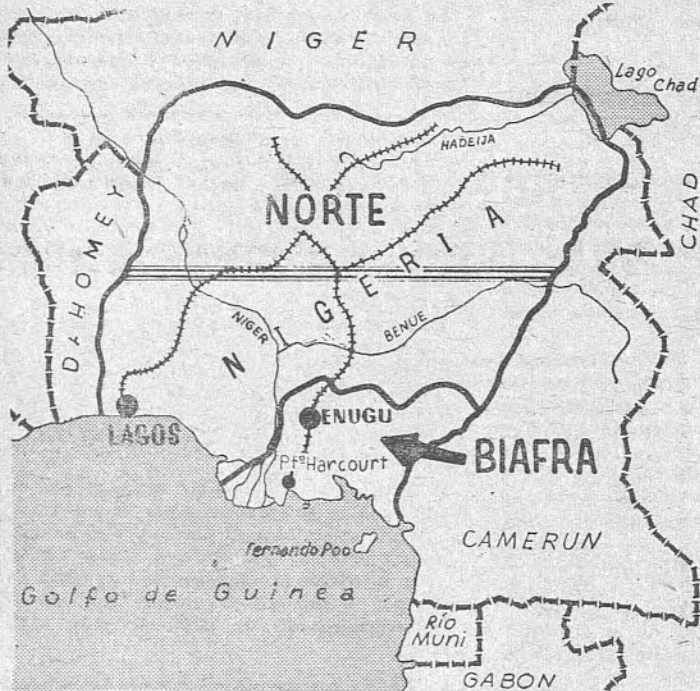 NIGER
Lago
Chad
HADEIJA
NORTE
CHAD
DAHOMEY
NIGERIA
NIGER
BENUE
LAGOS
ENUGU
Ptº Harcourt
BIAFRA
Fernando Poo
CAMERUN
Golfo de Guinea
Río
Muni
GABON